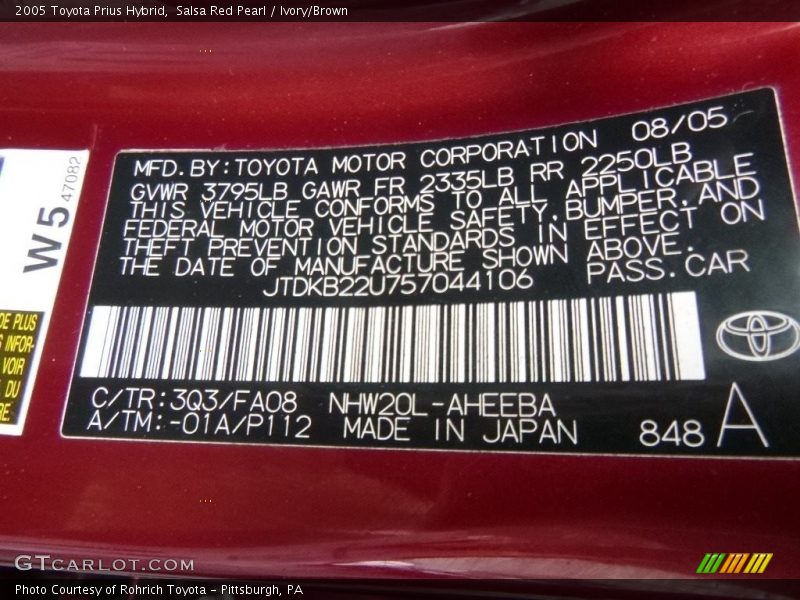 2005 Toyota Prius Hybrid, Salsa Red Pearl / Ivory/Brown
MFD.BY:TOYOTA MOTOR CORPORATION 08/05
GVWR 3795LB GAWR FR 2335LB RR 2250LB
THIS VEHICLE CONFORMS TO ALL APPLICABLE
FEDERAL MOTOR VEHICLE SAFETY,BUMPER,AND
THEFT PREVENTION STANDARDS IN EFFECT ON
THE DATE OF MANUFACTURE SHOWN ABOVE.
JTDKB22U757044106 PASS.CAR
C/TR:3Q3/FA08 NHW20L-AHEEBA
A/TM:-01A/P112 MADE IN JAPAN 848 A
W5 47082
DE PLUS
INFOR-
VOIR
DU
RE.
GTCARLOT.COM
Photo Courtesy of Rohrich Toyota - Pittsburgh, PA